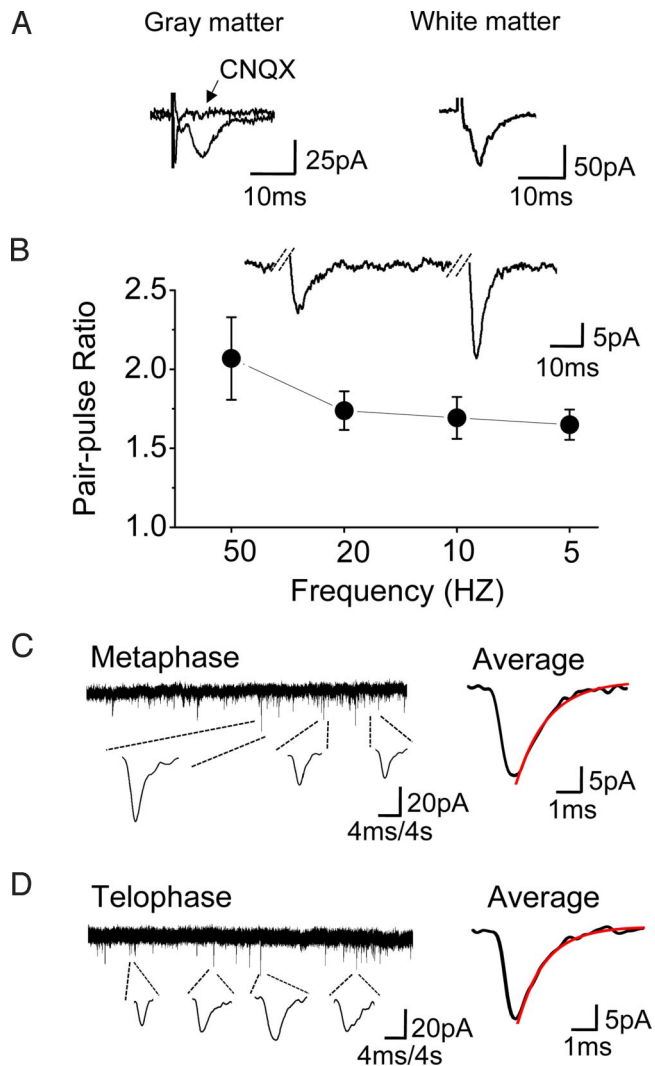 A
Gray matter
White matter
CNQX
25pA
10ms
50pA
10ms
B
Pair-pulse Ratio
2.5
2.0
1.5
1.0
5pA
10ms
50
20
10
5
Frequency (HZ)
C
Metaphase
Average
20pA
4ms/4s
5pA
1ms
D
Telophase
Average
20pA
4ms/4s
5pA
1ms